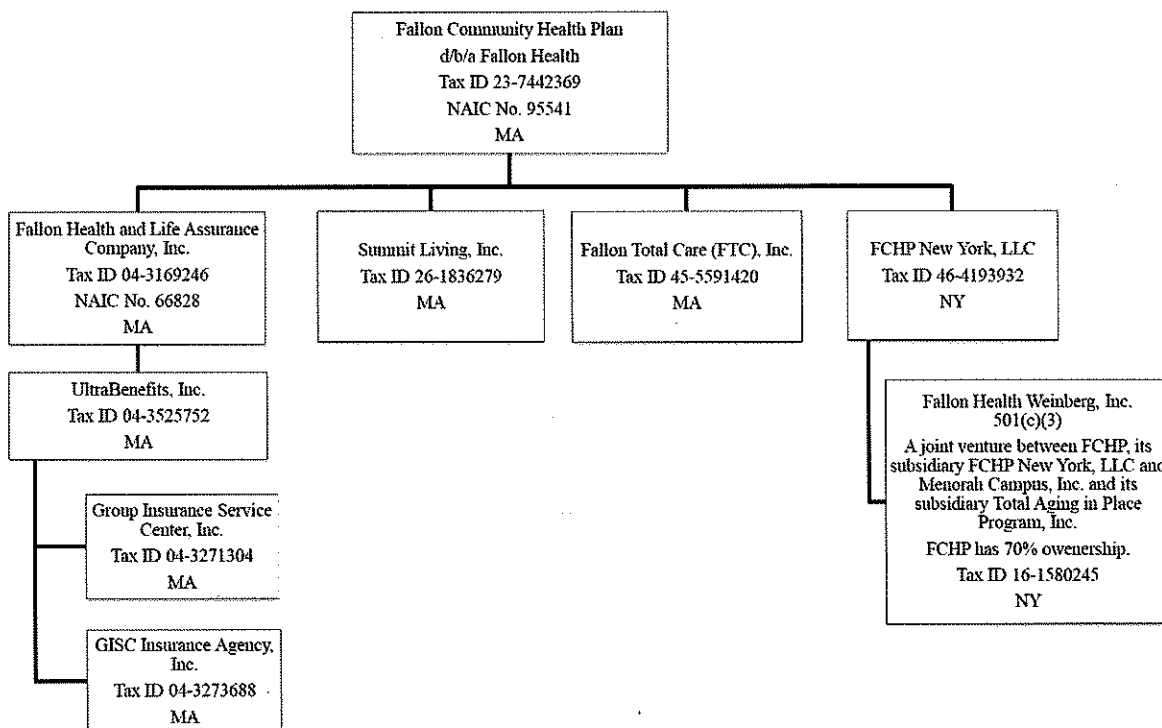 Fallon Community Health Plan
d/b/a Fallon Health
Tax ID 23-7442369
NAIC No. 95541
MA
Fallon Health and Life Assurance
Company, Inc.
Tax ID 04-3169246
NAIC No. 66828
MA
Summit Living, Inc.
Tax ID 26-1836279
MA
Fallon Total Care (FTC), Inc.
Tax ID 45-5591420
MA
FCHP New York, LLC
Tax ID 46-4193932
NY
UltraBenefits, Inc.
Tax ID 04-3525752
MA
Fallon Health Weinberg, Inc.
501(c)(3)
A joint venture between FCHP, its
subsidiary FCHP New York, LLC and
Menorah Campus, Inc. and its
subsidiary Total Aging in Place
Program, Inc.
FCHP has 70% owenership.
Tax ID 16-1580245
NY
Group Insurance Service
Center, Inc.
Tax ID 04-3271304
MA
GISC Insurance Agency,
Inc.
Tax ID 04-3273688
MA